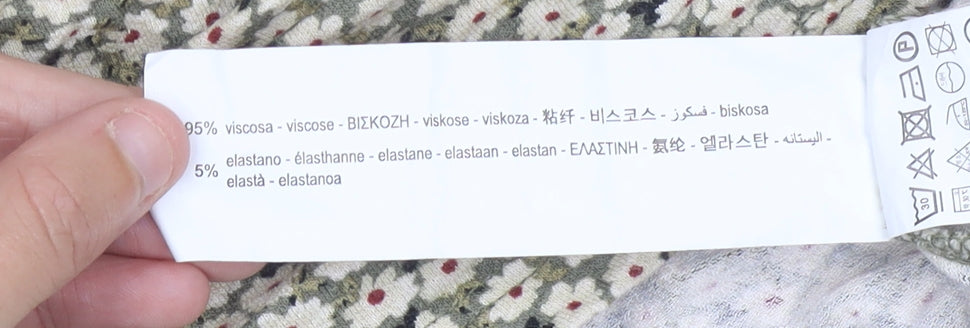 95% viscosa - viscose - ΒΙΣΚΟΖΗ - viskose - viskoza - 粘纤 - 비스코스 - فسكوز - biskosa
5% elastano - élasthanne - elastane - elastaan - elastan - ΕΛΑΣΤΙΝΗ - 氨纶 - 엘라스탄 - اليستانه -
elastà - elastanoa
P
30